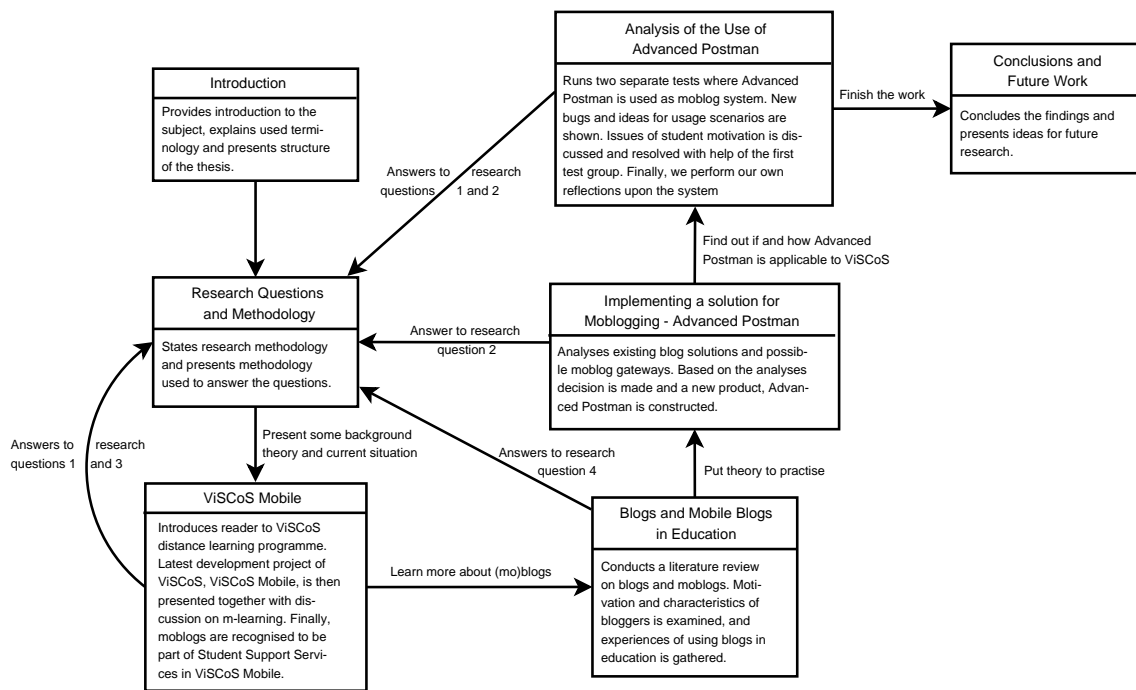 Analysis of the Use of
Advanced Postman
Runs two separate tests where Advanced
Postman is used as moblog system. New
bugs and ideas for usage scenarios are
shown. Issues of student motivation is dis-
cussed and resolved with help of the first
test group. Finally, we perform our own
reflections upon the system
Finish the work
Conclusions and
Future Work
Concludes the findings and
presents ideas for future
research.
Introduction
Provides introduction to the
subject, explains used termi-
nology and presents structure
of the thesis.
Answers to research
questions 1 and 2
Find out if and how Advanced
Postman is applicable to ViSCoS
Research Questions
and Methodology
States research methodology
and presents methodology
used to answer the questions.
Answer to research
question 2
Implementing a solution for
Moblogging - Advanced Postman
Analyses existing blog solutions and possi-
ble moblog gateways. Based on the analyses
decision is made and a new product, Advan-
ced Postman is constructed.
Answers to research
questions 1 and 3
Present some background
theory and current situation
Answers to research
question 4
Put theory to practise
ViSCoS Mobile
Introduces reader to ViSCoS
distance learning programme.
Latest development project of
ViSCoS, ViSCoS Mobile, is then
presented together with dis-
cussion on m-learning. Finally,
moblogs are recognised to be
part of Student Support Servi-
ces in ViSCoS Mobile.
Learn more about (mo)blogs
Blogs and Mobile Blogs
in Education
Conducts a literature review
on blogs and moblogs. Moti-
vation and characteristics of
bloggers is examined, and
experiences of using blogs in
education is gathered.